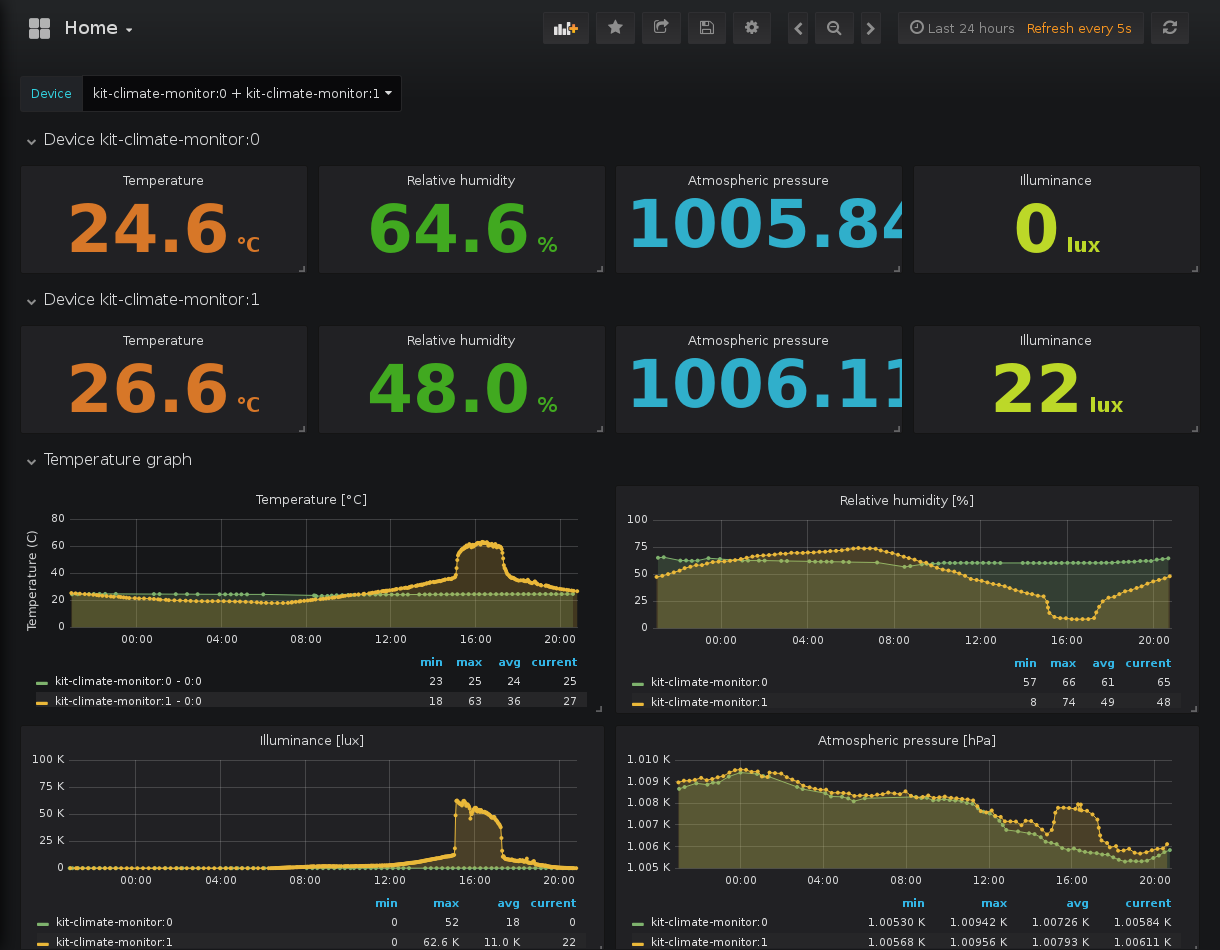 Home
Last 24 hours Refresh every 5s
Device kit-climate-monitor:0 + kit-climate-monitor:1
Device kit-climate-monitor:0
Temperature Relative humidity Atmospheric pressure Illuminance
24.6 °C 64.6 % 1005.84 0 lux
Device kit-climate-monitor:1
Temperature Relative humidity Atmospheric pressure Illuminance
26.6 °C 48.0 % 1006.11 22 lux
Temperature graph
Temperature [°C]
Temperature (C)
80
60
40
20
0
00:00 04:00 08:00 12:00 16:00 20:00
min max avg current
kit-climate-monitor:0 - 0:0 23 25 24 25
kit-climate-monitor:1 - 0:0 18 63 36 27
Relative humidity [%]
100
75
50
25
0
00:00 04:00 08:00 12:00 16:00 20:00
min max avg current
kit-climate-monitor:0 57 66 61 65
kit-climate-monitor:1 8 74 49 48
Illuminance [lux]
100 K
75 K
50 K
25 K
0
00:00 04:00 08:00 12:00 16:00 20:00
min max avg current
kit-climate-monitor:0 0 52 18 0
kit-climate-monitor:1 0 62.6 K 11.0 K 22
Atmospheric pressure [hPa]
1.010 K
1.009 K
1.008 K
1.007 K
1.006 K
1.005 K
00:00 04:00 08:00 12:00 16:00 20:00
min max avg current
kit-climate-monitor:0 1.00530 K 1.00942 K 1.00726 K 1.00584 K
kit-climate-monitor:1 1.00568 K 1.00956 K 1.00793 K 1.00611 K